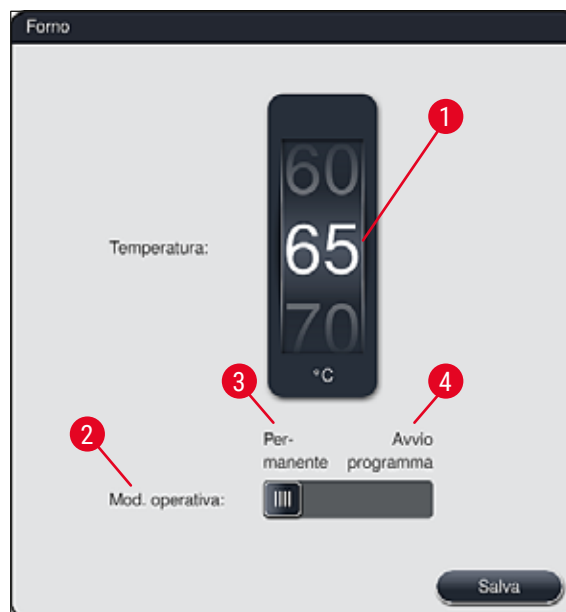 Forno
1
60
Temperatura:
65
70
°C
3
4
2
Per-
manente
Avvio
programma
Mod. operativa:
Salva